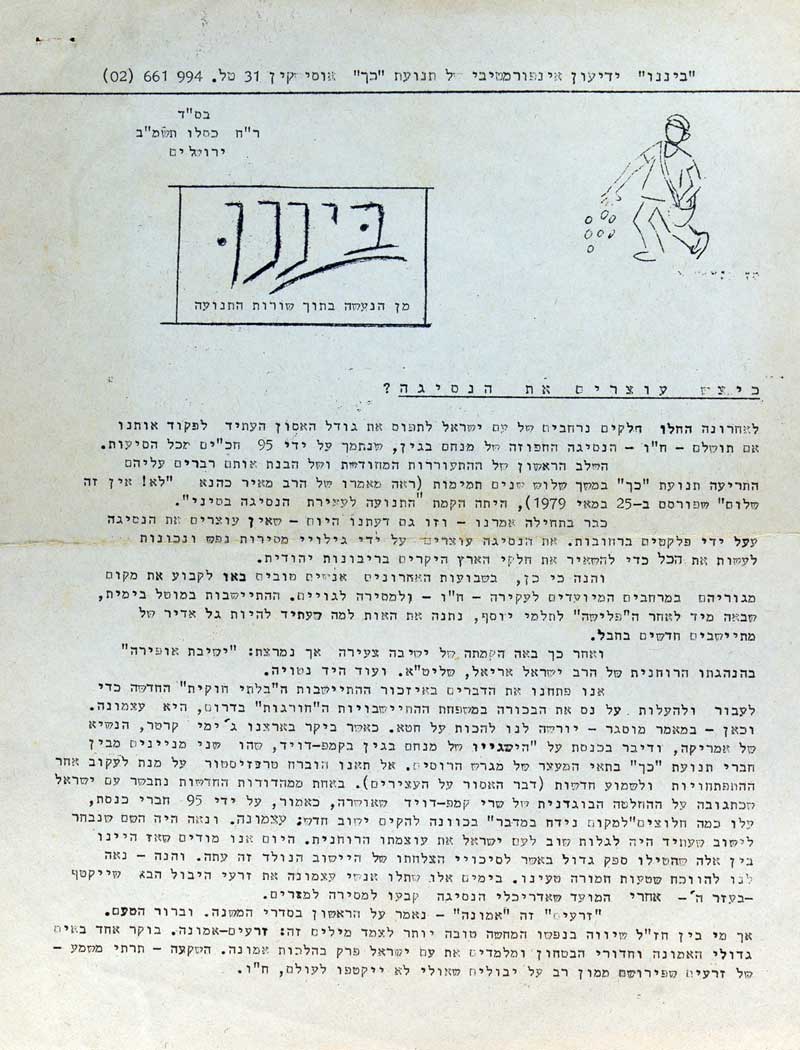 "ביננו" ידיעון אינפורמטיבי של תנועת "כך" אוסישקין 31 טל. 994 661 (02)
בס"ד
ר"ח כסלו תשמ"ב
ירושלים
ביננו
מן הנעשה בתוך שורות התנועה
כיצד עוצרים את הנסיגה?
לאחרונה החלו חלקים נרחבים של עם ישראל לתפוס את גודל האסון העתיד לפקוד אותנו
אם תושלם - ח"ו - הנסיגה החפוזה של מנחם בגין, שנתמך על ידי 95 חכ"ים מכל הסיעות.
השלב הראשון של ההתעוררות המחודשת ושל הבנת אותם דברים עליהם
התריעה תנועת "כך" במשך שלוש שנים תמימות (ראה מאמרו של הרב מאיר כהנא "לא! אין זה
שלום" שפורסם ב-25 במאי 1979), היתה הקמת "התנועה לעצירת הנסיגה בסיני".
כבר בתחילה אמרנו - וזו גם דעתנו היום - שאין עוצרים את הנסיגה
על ידי פלקטים ברחובות. את הנסיגה עוצרים על ידי גילויי מסירות נפש ונכונות
לעשות את הכל כדי להשאיר את חלקי הארץ היקרים בריבונות יהודית.
והנה כי כן, בשבועות האחרונים אנשים טובים באו לקבוע את מקום
מגוריהם במרחבים המיועדים לעקירה - ח"ו - ולמסירה לגויים. ההתיישבות במוטל בימית,
שבאה מיד לאחר ה"פלישה" לתלמי יוסף, נתנה את האות למה שעתיד להיות גל אדיר של
מתיישבים חדשים בחבל.
ואחר כך באה הקמתה של ישיבה צעירה אך נמרצת: "ישיבת אופירה"
בהנהגתו הרוחנית של הרב ישראל אריאל, שליט"א. ועוד היד נטויה.
אנו פתחנו את הדברים באיזכור ההתיישבות ה"בלתי חוקית" החדשה כדי
לעבור ולהעלות על נס את הבכורה במשפחת ההתיישבויות ה"חורגות" בדרום, היא עצמונה.
וכאן - במאמר מוסגר - יורשה לנו להכות על חטא. כאשר ביקר בארצנו ג'ימי קרטר, הנשיא
של אמריקה, ודיבר בכנסת על "הישגייו של מנחם בגין בקמפ-דויד, שהו שני מניינים מבין
חברי תנועת "כך" בתאי המעצר של מגרש הרוסים. אל תאנו הוברח טרנזיסטור על מנת לעקוב אחר
ההתפתחויות ולשמוע חדשות (דבר האסור על העצירים). באחת ממהדורות החדשות נתבשר עם ישראל
שכתגובה על ההחלטה הבוגדנית של שרי קמפ-דויד שאושרה, כאמור, על ידי 95 חברי כנסת,
עלו כמה חלוצים"למקום נידח במדבר" בכוונה להקים ישוב חדש: עצמונה. ונאה היה השם שנבחר
לישוב שעתיד היה לגלות שוב לעם ישראל את עוצמתו הרוחנית. היום אנו מודים שאז היינו
בין אלה שהטילו ספק גדול באשר לסיכויי הצלחתו של היישוב הנולד זה עתה. והנה - נאה
לנו להווכח שטעות חמורה טעינו. בימים אלו שתלו אנשי עצמונה את זרעי היבול הבא שייקטף
-בעזר ה'- אחרי המועד שאדריכלי הנסיגה קבעו למסירה למצרים.
"זרעים" זה "אמונה" - נאמר על הראשון בסדרי המשנה. וברור הטעם.
אך מי בין חז"ל שיווה בנפשו המחשה טובה יותר לצמד מילים זה: זרעים-אמונה. בוקר אחד באים
גדולי האמונה וחדורי הבטחון ומלמדים את עם ישראל פרק בהלכות אמונה. השקעה - תרתי משמע -
של זרעים שפירושם ממון רב על יבולים שאולי לא ייקטפו לעולם, ח"ו.